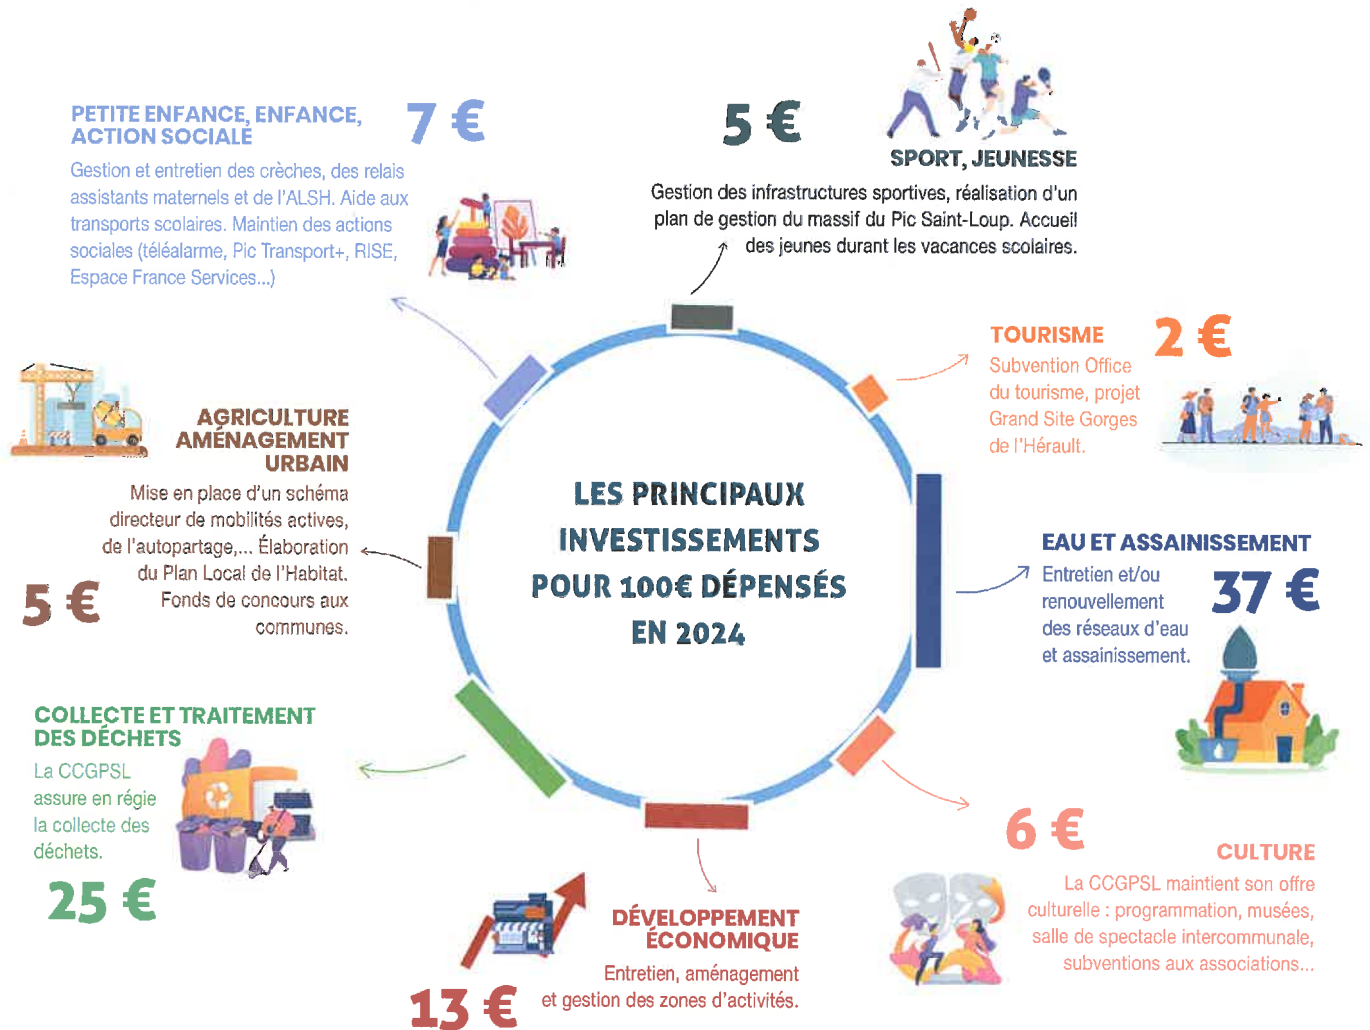 PETITE ENFANCE, ENFANCE,
ACTION SOCIALE
7 €
Gestion et entretien des crèches, des relais
assistants maternels et de l'ALSH. Aide aux
transports scolaires. Maintien des actions
sociales (téléalarme, Pic Transport+, RISE,
Espace France Services...)
5 €
SPORT, JEUNESSE
Gestion des infrastructures sportives, réalisation d'un
plan de gestion du massif du Pic Saint-Loup. Accueil
des jeunes durant les vacances scolaires.
TOURISME
2 €
Subvention Office
du tourisme, projet
Grand Site Gorges
de l'Hérault.
AGRICULTURE
AMÉNAGEMENT
URBAIN
Mise en place d'un schéma
directeur de mobilités actives,
de l'autopartage,... Élaboration
du Plan Local de l'Habitat.
Fonds de concours aux
communes.
5 €
LES PRINCIPAUX
INVESTISSEMENTS
POUR 100€ DÉPENSÉS
EN 2024
EAU ET ASSAINISSEMENT
37 €
Entretien et/ou
renouvellement
des réseaux d'eau
et assainissement.
COLLECTE ET TRAITEMENT
DES DÉCHETS
La CCGPSL
assure en régie
la collecte des
déchets.
25 €
6 €
CULTURE
La CCGPSL maintient son offre
culturelle : programmation, musées,
salle de spectacle intercommunale,
subventions aux associations...
DÉVELOPPEMENT
ÉCONOMIQUE
Entretien, aménagement
et gestion des zones d'activités.
13 €